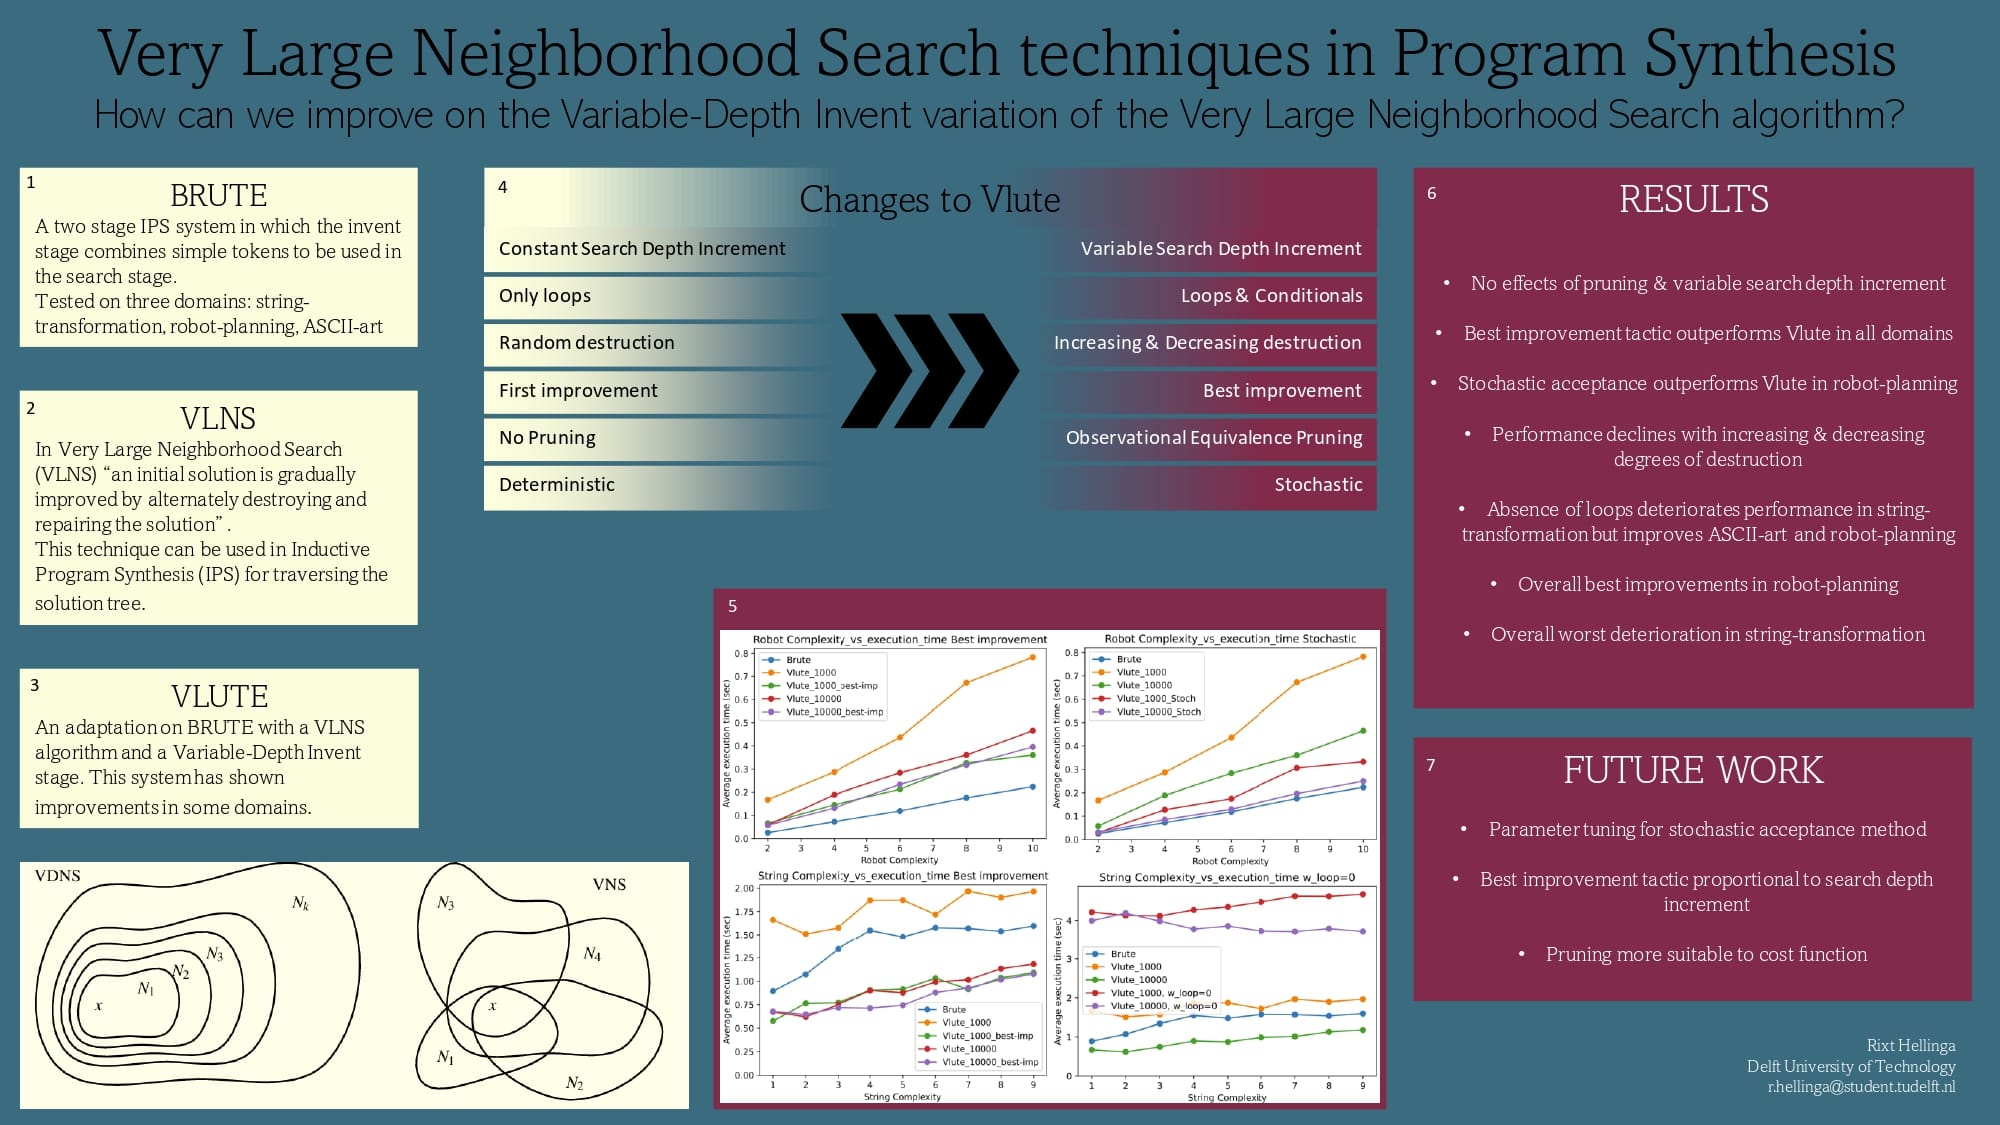 Very Large Neighborhood Search techniques in Program Synthesis
How can we improve on the Variable-Depth Invent variation of the Very Large Neighborhood Search algorithm?
1
BRUTE
A two stage IPS system in which the invent
stage combines simple tokens to be used in
the search stage.
Tested on three domains: string-
transformation, robot-planning, ASCII-art
2
VLNS
In Very Large Neighborhood Search
(VLNS) “an initial solution is gradually
improved by alternately destroying and
repairing the solution” .
This technique can be used in Inductive
Program Synthesis (IPS) for traversing the
solution tree.
3
VLUTE
An adaptation on BRUTE with a VLNS
algorithm and a Variable-Depth Invent
stage. This system has shown
improvements in some domains.
VDNS
Nk
N3
N2
N1
x
VNS
N3
N4
x
N1
N2
4
Changes to Vlute
Constant Search Depth Increment
Variable Search Depth Increment
Only loops
Loops & Conditionals
Random destruction
Increasing & Decreasing destruction
First improvement
Best improvement
No Pruning
Observational Equivalence Pruning
Deterministic
Stochastic
5
Robot Complexity_vs_execution_time Best improvement
Average execution time (sec)
0.8
0.7
0.6
0.5
0.4
0.3
0.2
0.1
0.0
Brute
Vlute_1000
Vlute_1000_best-imp
Vlute_10000
Vlute_10000_best-imp
2 3 4 5 6 7 8 9 10
Robot Complexity
Robot Complexity_vs_execution_time Stochastic
Average execution time (sec)
0.8
0.7
0.6
0.5
0.4
0.3
0.2
0.1
0.0
Brute
Vlute_1000
Vlute_10000
Vlute_1000_Stoch
Vlute_10000_Stoch
2 3 4 5 6 7 8 9 10
Robot Complexity
String Complexity_vs_execution_time Best improvement
Average execution time (sec)
2.00
1.75
1.50
1.25
1.00
0.75
0.50
0.25
0.00
Brute
Vlute_1000
Vlute_1000_best-imp
Vlute_10000
Vlute_10000_best-imp
1 2 3 4 5 6 7 8 9
String Complexity
String Complexity_vs_execution_time w_loop=0
Average execution time (sec)
4
3
2
1
0
Brute
Vlute_1000
Vlute_10000
Vlute_1000, w_loop=0
Vlute_10000, w_loop=0
1 2 3 4 5 6 7 8 9
String Complexity
6
RESULTS
• No effects of pruning & variable search depth increment
• Best improvement tactic outperforms Vlute in all domains
• Stochastic acceptance outperforms Vlute in robot-planning
• Performance declines with increasing & decreasing
degrees of destruction
• Absence of loops deteriorates performance in string-
transformation but improves ASCII-art and robot-planning
• Overall best improvements in robot-planning
• Overall worst deterioration in string-transformation
7
FUTURE WORK
• Parameter tuning for stochastic acceptance method
• Best improvement tactic proportional to search depth
increment
• Pruning more suitable to cost function
Rixt Hellinga
Delft University of Technology
r.hellinga@student.tudelft.nl